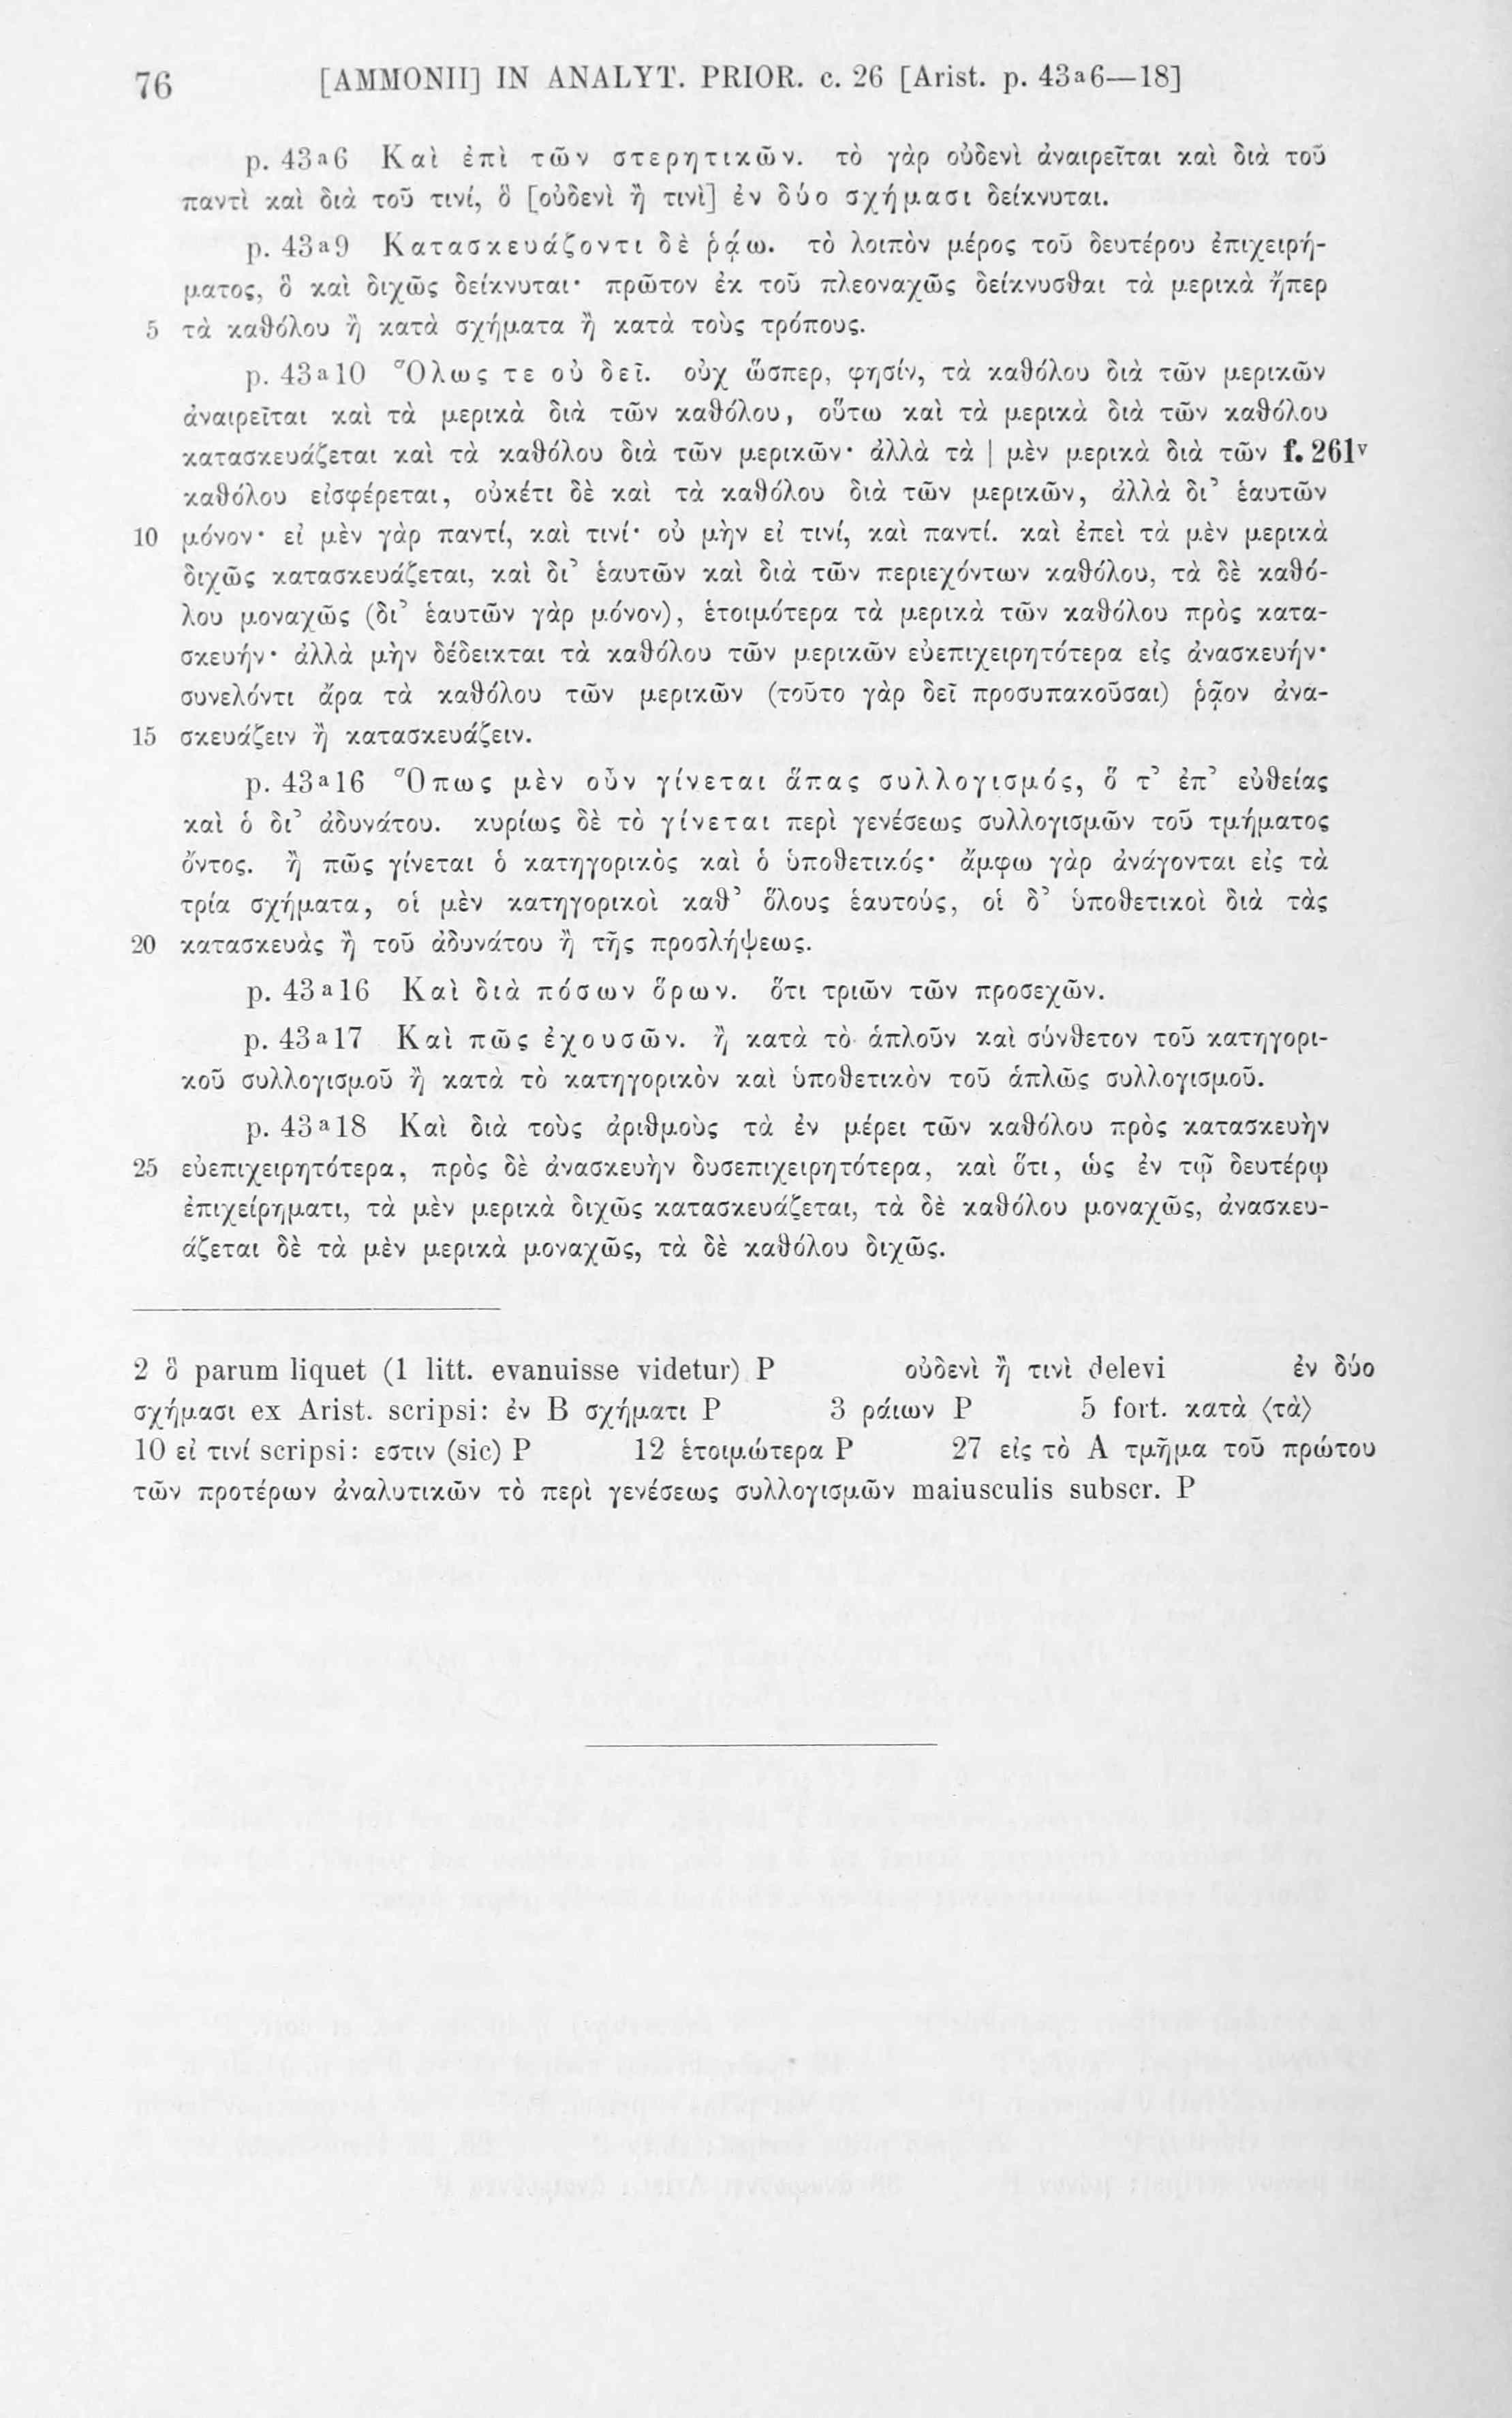 76 [AMMONII] IN ANALYT. PRIOR. c. 26 [Arist. p. 43a6—18]
p. 43a6 Καὶ ἐπὶ τῶν στερητικῶν. τὸ γὰρ οὐδενὶ ἀναιρεῖται καὶ διὰ τοῦ
παντὶ καὶ διὰ τοῦ τινί, ὃ [οὐδενὶ ἢ τινὶ] ἐν δύο σχήμασι δείκνυται.
p. 43a9 Κατασκευάζοντι δὲ ῥᾴω. τὸ λοιπὸν μέρος τοῦ δευτέρου ἐπιχειρή-
ματος, ὃ καὶ διχῶς δείκνυται· πρῶτον ἐκ τοῦ πλεοναχῶς δείκνυσθαι τὰ μερικὰ ἤπερ
5 τὰ καθόλου ἢ κατὰ σχήματα ἢ κατὰ τοὺς τρόπους.
p. 43a10 Ὅλως τε οὐ δεῖ. οὐχ ὥσπερ, φησίν, τὰ καθόλου διὰ τῶν μερικῶν
ἀναιρεῖται καὶ τὰ μερικὰ διὰ τῶν καθόλου, οὕτω καὶ τὰ μερικὰ διὰ τῶν καθόλου
κατασκευάζεται καὶ τὰ καθόλου διὰ τῶν μερικῶν· ἀλλὰ τὰ | μὲν μερικὰ διὰ τῶν f. 261v
καθόλου εἰσφέρεται, οὐκέτι δὲ καὶ τὰ καθόλου διὰ τῶν μερικῶν, ἀλλὰ δι’ ἑαυτῶν
10 μόνον· εἰ μὲν γὰρ παντί, καὶ τινί· οὐ μὴν εἰ τινί, καὶ παντί. καὶ ἐπεὶ τὰ μὲν μερικὰ
διχῶς κατασκευάζεται, καὶ δι’ ἑαυτῶν καὶ διὰ τῶν περιεχόντων καθόλου, τὰ δὲ καθό-
λου μοναχῶς (δι’ ἑαυτῶν γὰρ μόνον), ἑτοιμότερα τὰ μερικὰ τῶν καθόλου πρὸς κατα-
σκευήν· ἀλλὰ μὴν δέδεικται τὰ καθόλου τῶν μερικῶν εὐεπιχειρητότερα εἰς ἀνασκευήν·
συνελόντι ἄρα τὰ καθόλου τῶν μερικῶν (τοῦτο γὰρ δεῖ προσυπακοῦσαι) ῥᾷον ἀνα-
15 σκευάζειν ἢ κατασκευάζειν.
p. 43a16 Ὅπως μὲν οὖν γίνεται ἅπας συλλογισμός, ὅ τ’ ἐπ’ εὐθείας
καὶ ὁ δι’ ἀδυνάτου. κυρίως δὲ τὸ γίνεται περὶ γενέσεως συλλογισμῶν τοῦ τμήματος
ὄντος. ἢ πῶς γίνεται ὁ κατηγορικὸς καὶ ὁ ὑποθετικός· ἄμφω γὰρ ἀνάγονται εἰς τὰ
τρία σχήματα, οἱ μὲν κατηγορικοὶ καθ’ ὅλους ἑαυτούς, οἱ δ’ ὑποθετικοὶ διὰ τὰς
20 κατασκευὰς ἢ τοῦ ἀδυνάτου ἢ τῆς προσλήψεως.
p. 43a16 Καὶ διὰ πόσων ὅρων. ὅτι τριῶν τῶν προσεχῶν.
p. 43a17 Καὶ πῶς ἐχουσῶν. ἢ κατὰ τὸ ἁπλοῦν καὶ σύνθετον τοῦ κατηγορι-
κοῦ συλλογισμοῦ ἢ κατὰ τὸ κατηγορικὸν καὶ ὑποθετικὸν τοῦ ἁπλῶς συλλογισμοῦ.
p. 43a18 Καὶ διὰ τοὺς ἀριθμοὺς τὰ ἐν μέρει τῶν καθόλου πρὸς κατασκευὴν
25 εὐεπιχειρητότερα, πρὸς δὲ ἀνασκευὴν δυσεπιχειρητότερα, καὶ ὅτι, ὡς ἐν τῷ δευτέρῳ
ἐπιχείρηματι, τὰ μὲν μερικὰ διχῶς κατασκευάζεται, τὰ δὲ καθόλου μοναχῶς, ἀνασκευ-
άζεται δὲ τὰ μὲν μερικὰ μοναχῶς, τὰ δὲ καθόλου διχῶς.
2 ὃ parum liquet (1 litt. evanuisse videtur) P οὐδενὶ ἢ τινὶ delevi ἐν δύο
σχήμασι ex Arist. scripsi: ἐν Β σχήματι P 3 ράιων P 5 fort. κατὰ ⟨τὰ⟩
10 εἰ τινί scripsi: εστιν (sic) P 12 ἑτοιμώτερα P 27 εἰς τὸ Α τμῆμα τοῦ πρώτου
τῶν προτέρων ἀναλυτικῶν τὸ περὶ γενέσεως συλλογισμῶν maiusculis subscr. P